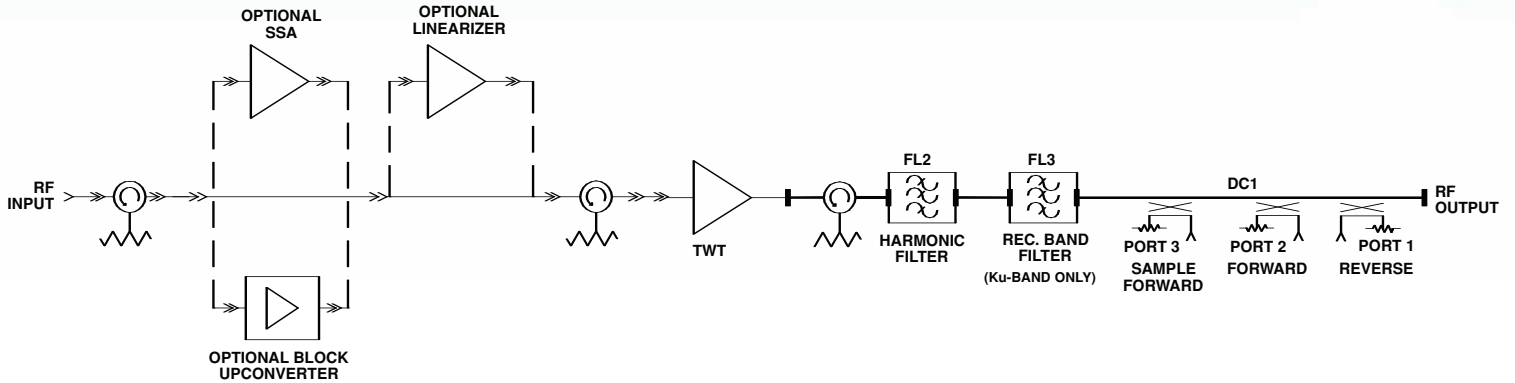 OPTIONAL
SSA
OPTIONAL
LINEARIZER
RF
INPUT
TWT
FL2
HARMONIC
FILTER
FL3
REC. BAND
FILTER
(Ku-BAND ONLY)
DC1
RF
OUTPUT
PORT 3
SAMPLE
FORWARD
PORT 2
FORWARD
PORT 1
REVERSE
OPTIONAL BLOCK
UPCONVERTER